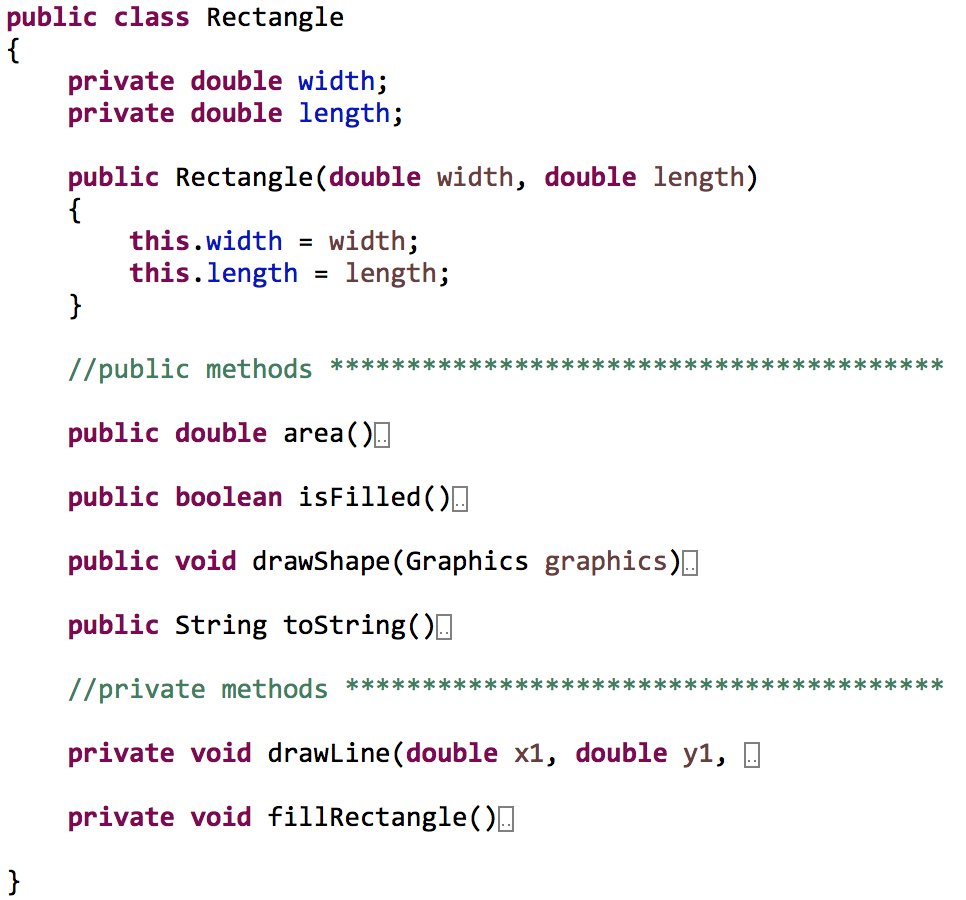 public class Rectangle
{
    private double width;
    private double length;

    public Rectangle(double width, double length)
    {
        this.width = width;
        this.length = length;
    }

    //public methods ****************************************

    public double area()..

    public boolean isFilled()..

    public void drawShape(Graphics graphics)..

    public String toString()..

    //private methods ***************************************

    private void drawLine(double x1, double y1, ..

    private void fillRectangle()..

}